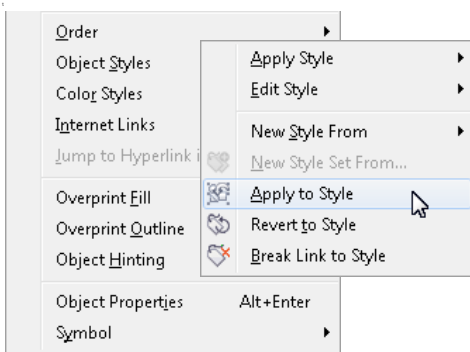 Order
Object Styles
Color Styles
Internet Links
Jump to Hyperlink i
Overprint Fill
Overprint Outline
Object Hinting
Object Properties Alt+Enter
Symbol
Apply Style
Edit Style
New Style From
New Style Set From...
Apply to Style
Revert to Style
Break Link to Style